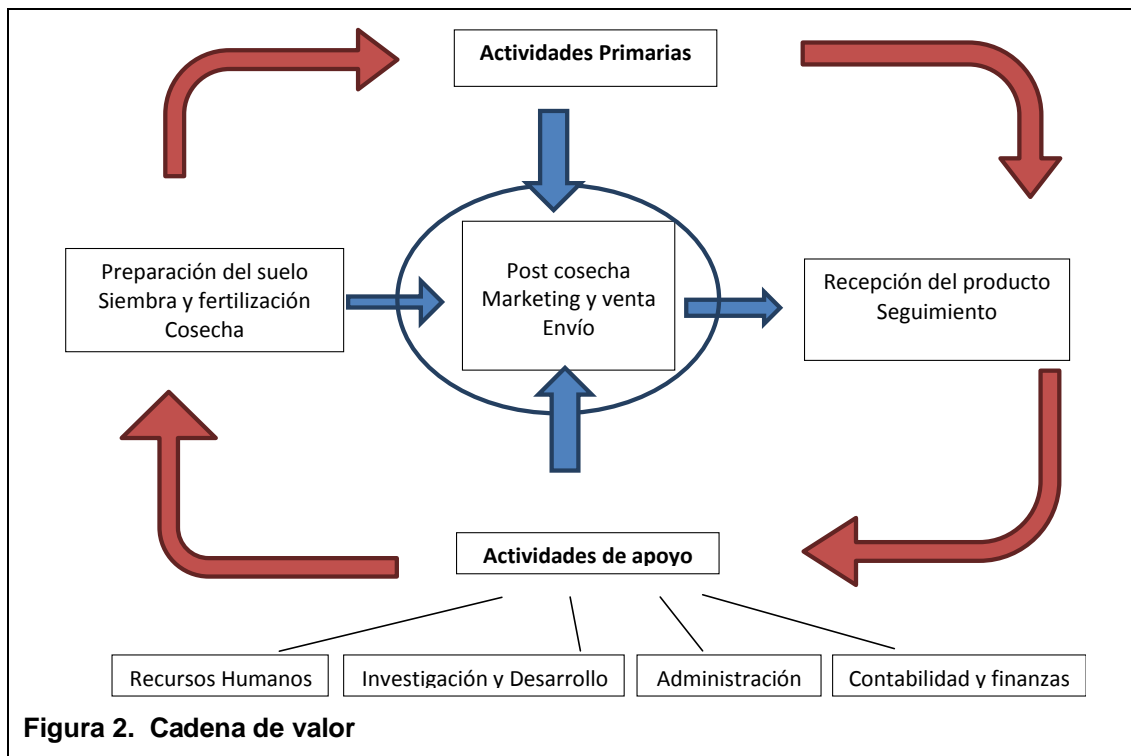 Actividades Primarias
Preparación del suelo
Siembra y fertilización
Cosecha
Post cosecha
Marketing y venta
Envío
Recepción del producto
Seguimiento
Actividades de apoyo
Recursos Humanos
Investigación y Desarrollo
Administración
Contabilidad y finanzas
Figura 2. Cadena de valor